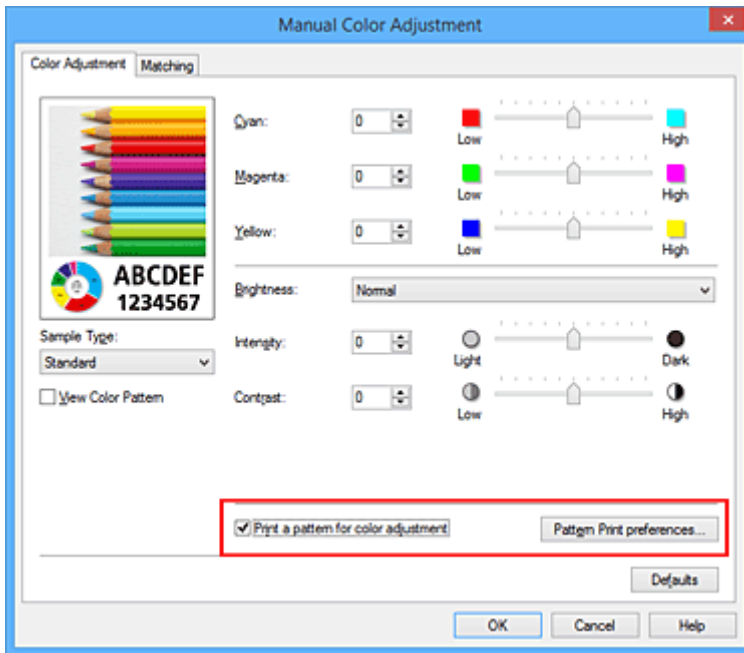 Manual Color Adjustment
Color Adjustment Matching
Cyan: 0 Low High
Magenta: 0 Low High
Yellow: 0 Low High
ABCDEF
1234567
Brightness: Normal
Sample Type:
Standard
View Color Pattern
Intensity: 0 Light Dark
Contrast: 0 Low High
Print a pattern for color adjustment Pattern Print preferences...
Defaults
OK Cancel Help